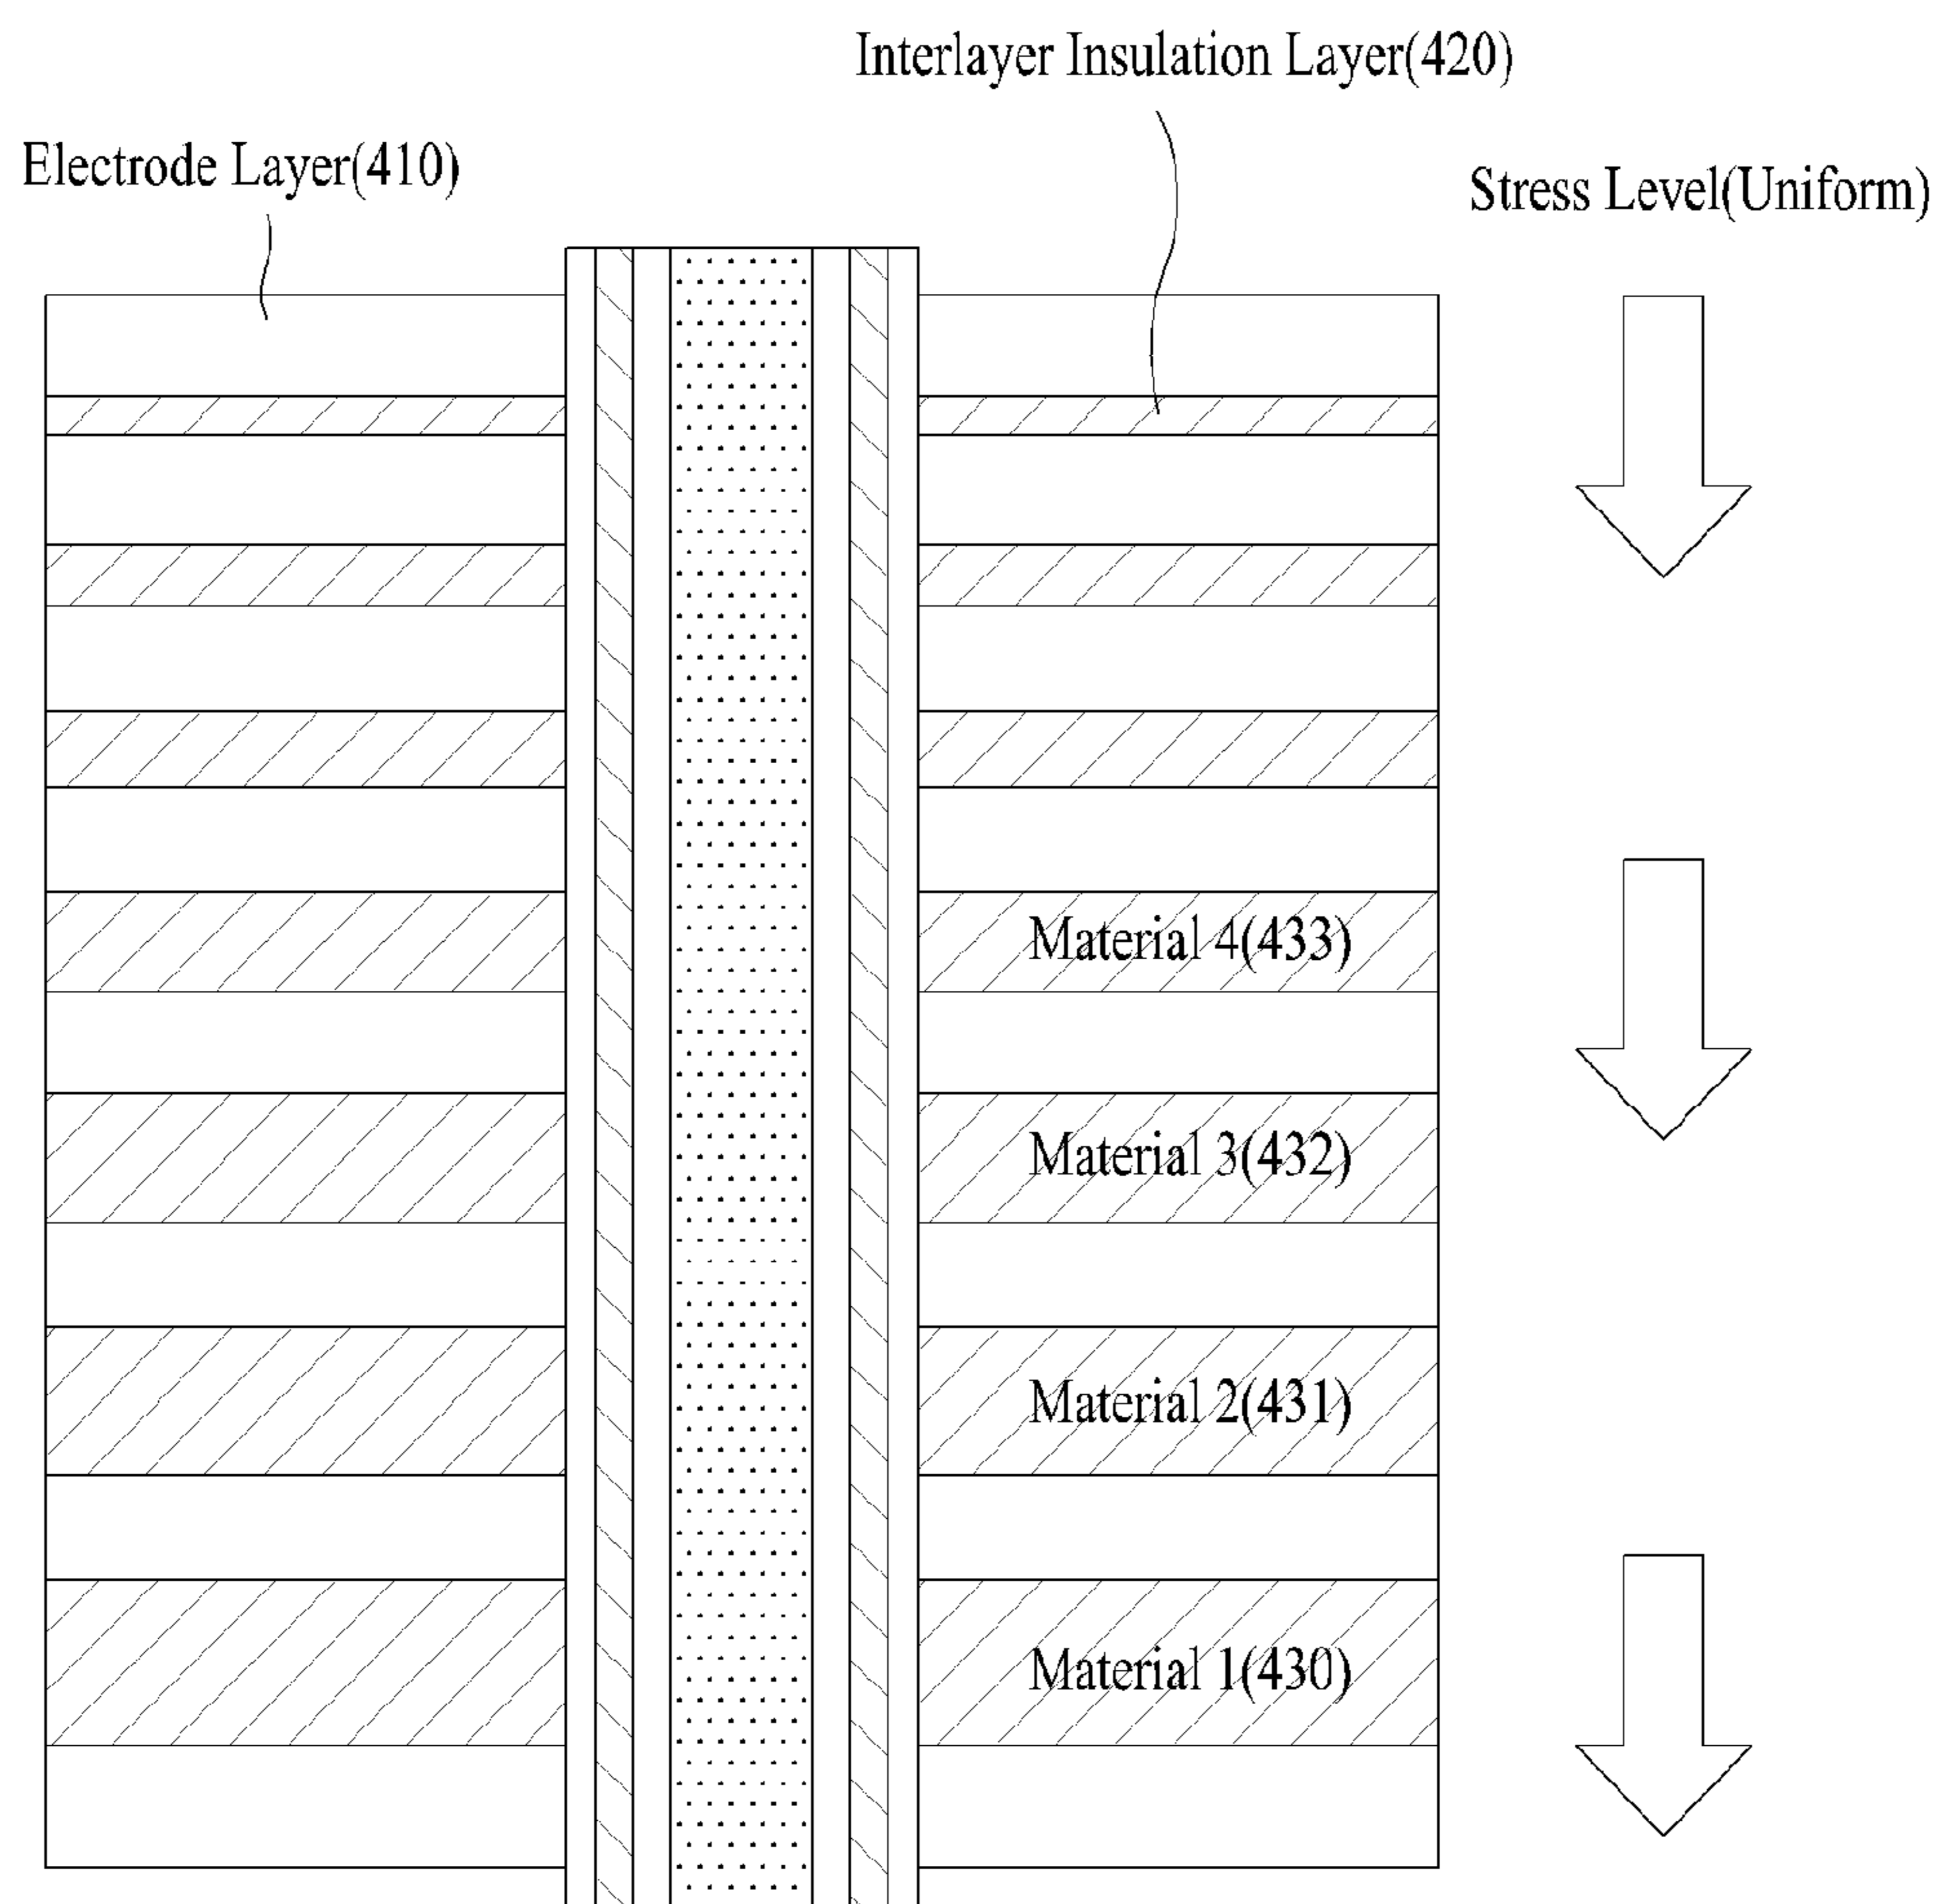 Interlayer Insulation Layer(420)
Electrode Layer(410)
Stress Level(Uniform)
Material 4(433)
Material 3(432)
Material 2(431)
Material 1(430)